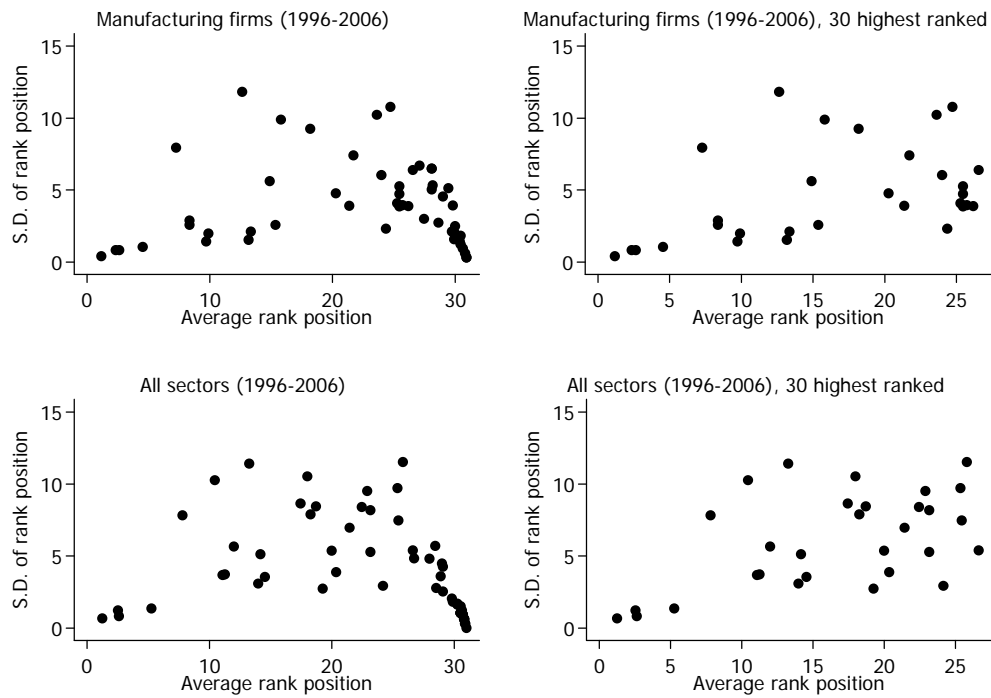 Manufacturing firms (1996-2006)
S.D. of rank position
15
10
5
0
0 10 20 30
Average rank position
Manufacturing firms (1996-2006), 30 highest ranked
S.D. of rank position
15
10
5
0
0 5 10 15 20 25
Average rank position
All sectors (1996-2006)
S.D. of rank position
15
10
5
0
0 10 20 30
Average rank position
All sectors (1996-2006), 30 highest ranked
S.D. of rank position
15
10
5
0
0 5 10 15 20 25
Average rank position